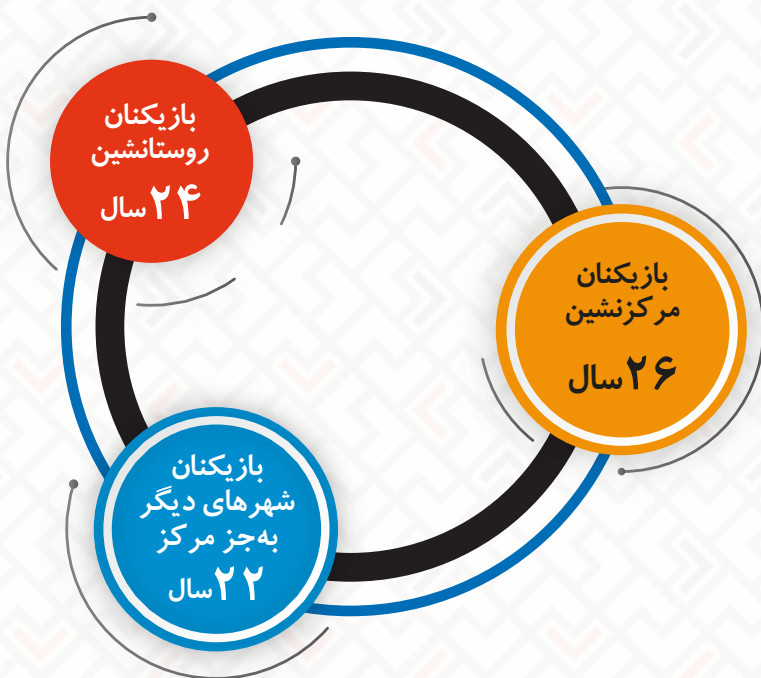 بازیکنان
روستانشین
۲۴ سال
بازیکنان
مرکزنشین
۲۶ سال
بازیکنان
شهرهای دیگر
به‌جز مرکز
۲۲ سال